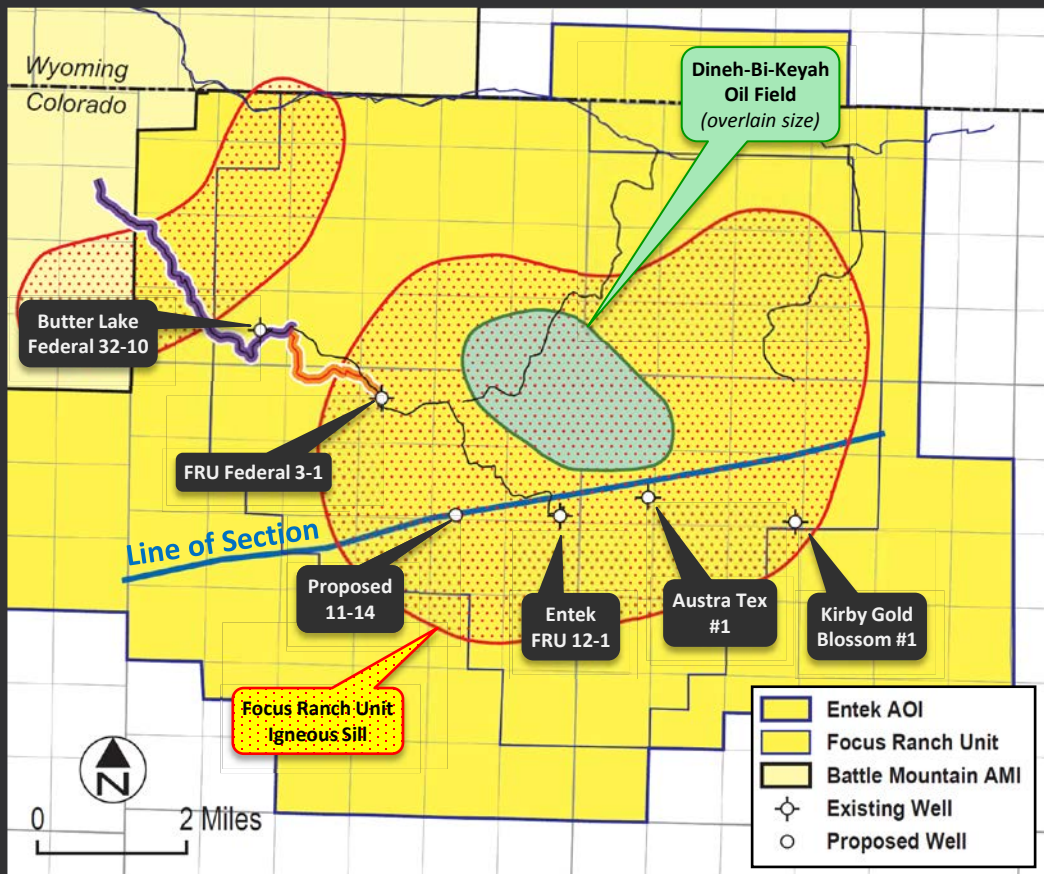 Wyoming
Colorado
Dineh-Bi-Keyah
Oil Field
(overlain size)
Butter Lake
Federal 32-10
FRU Federal 3-1
Line of Section
Proposed
11-14
Entek
FRU 12-1
Austra Tex
#1
Kirby Gold
Blossom #1
Focus Ranch Unit
Igneous Sill
N
0 2 Miles
Entek AOI
Focus Ranch Unit
Battle Mountain AMI
Existing Well
Proposed Well